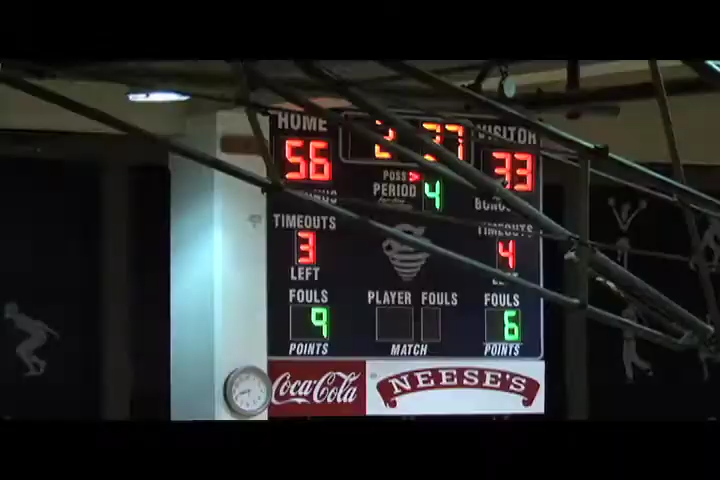 HOME VISITOR
56 33
POSS >
PERIOD 4
TIMEOUTS TIMEOUTS
3 4
LEFT
FOULS PLAYER FOULS FOULS
9 6
POINTS MATCH POINTS
Coca-Cola NEESE'S